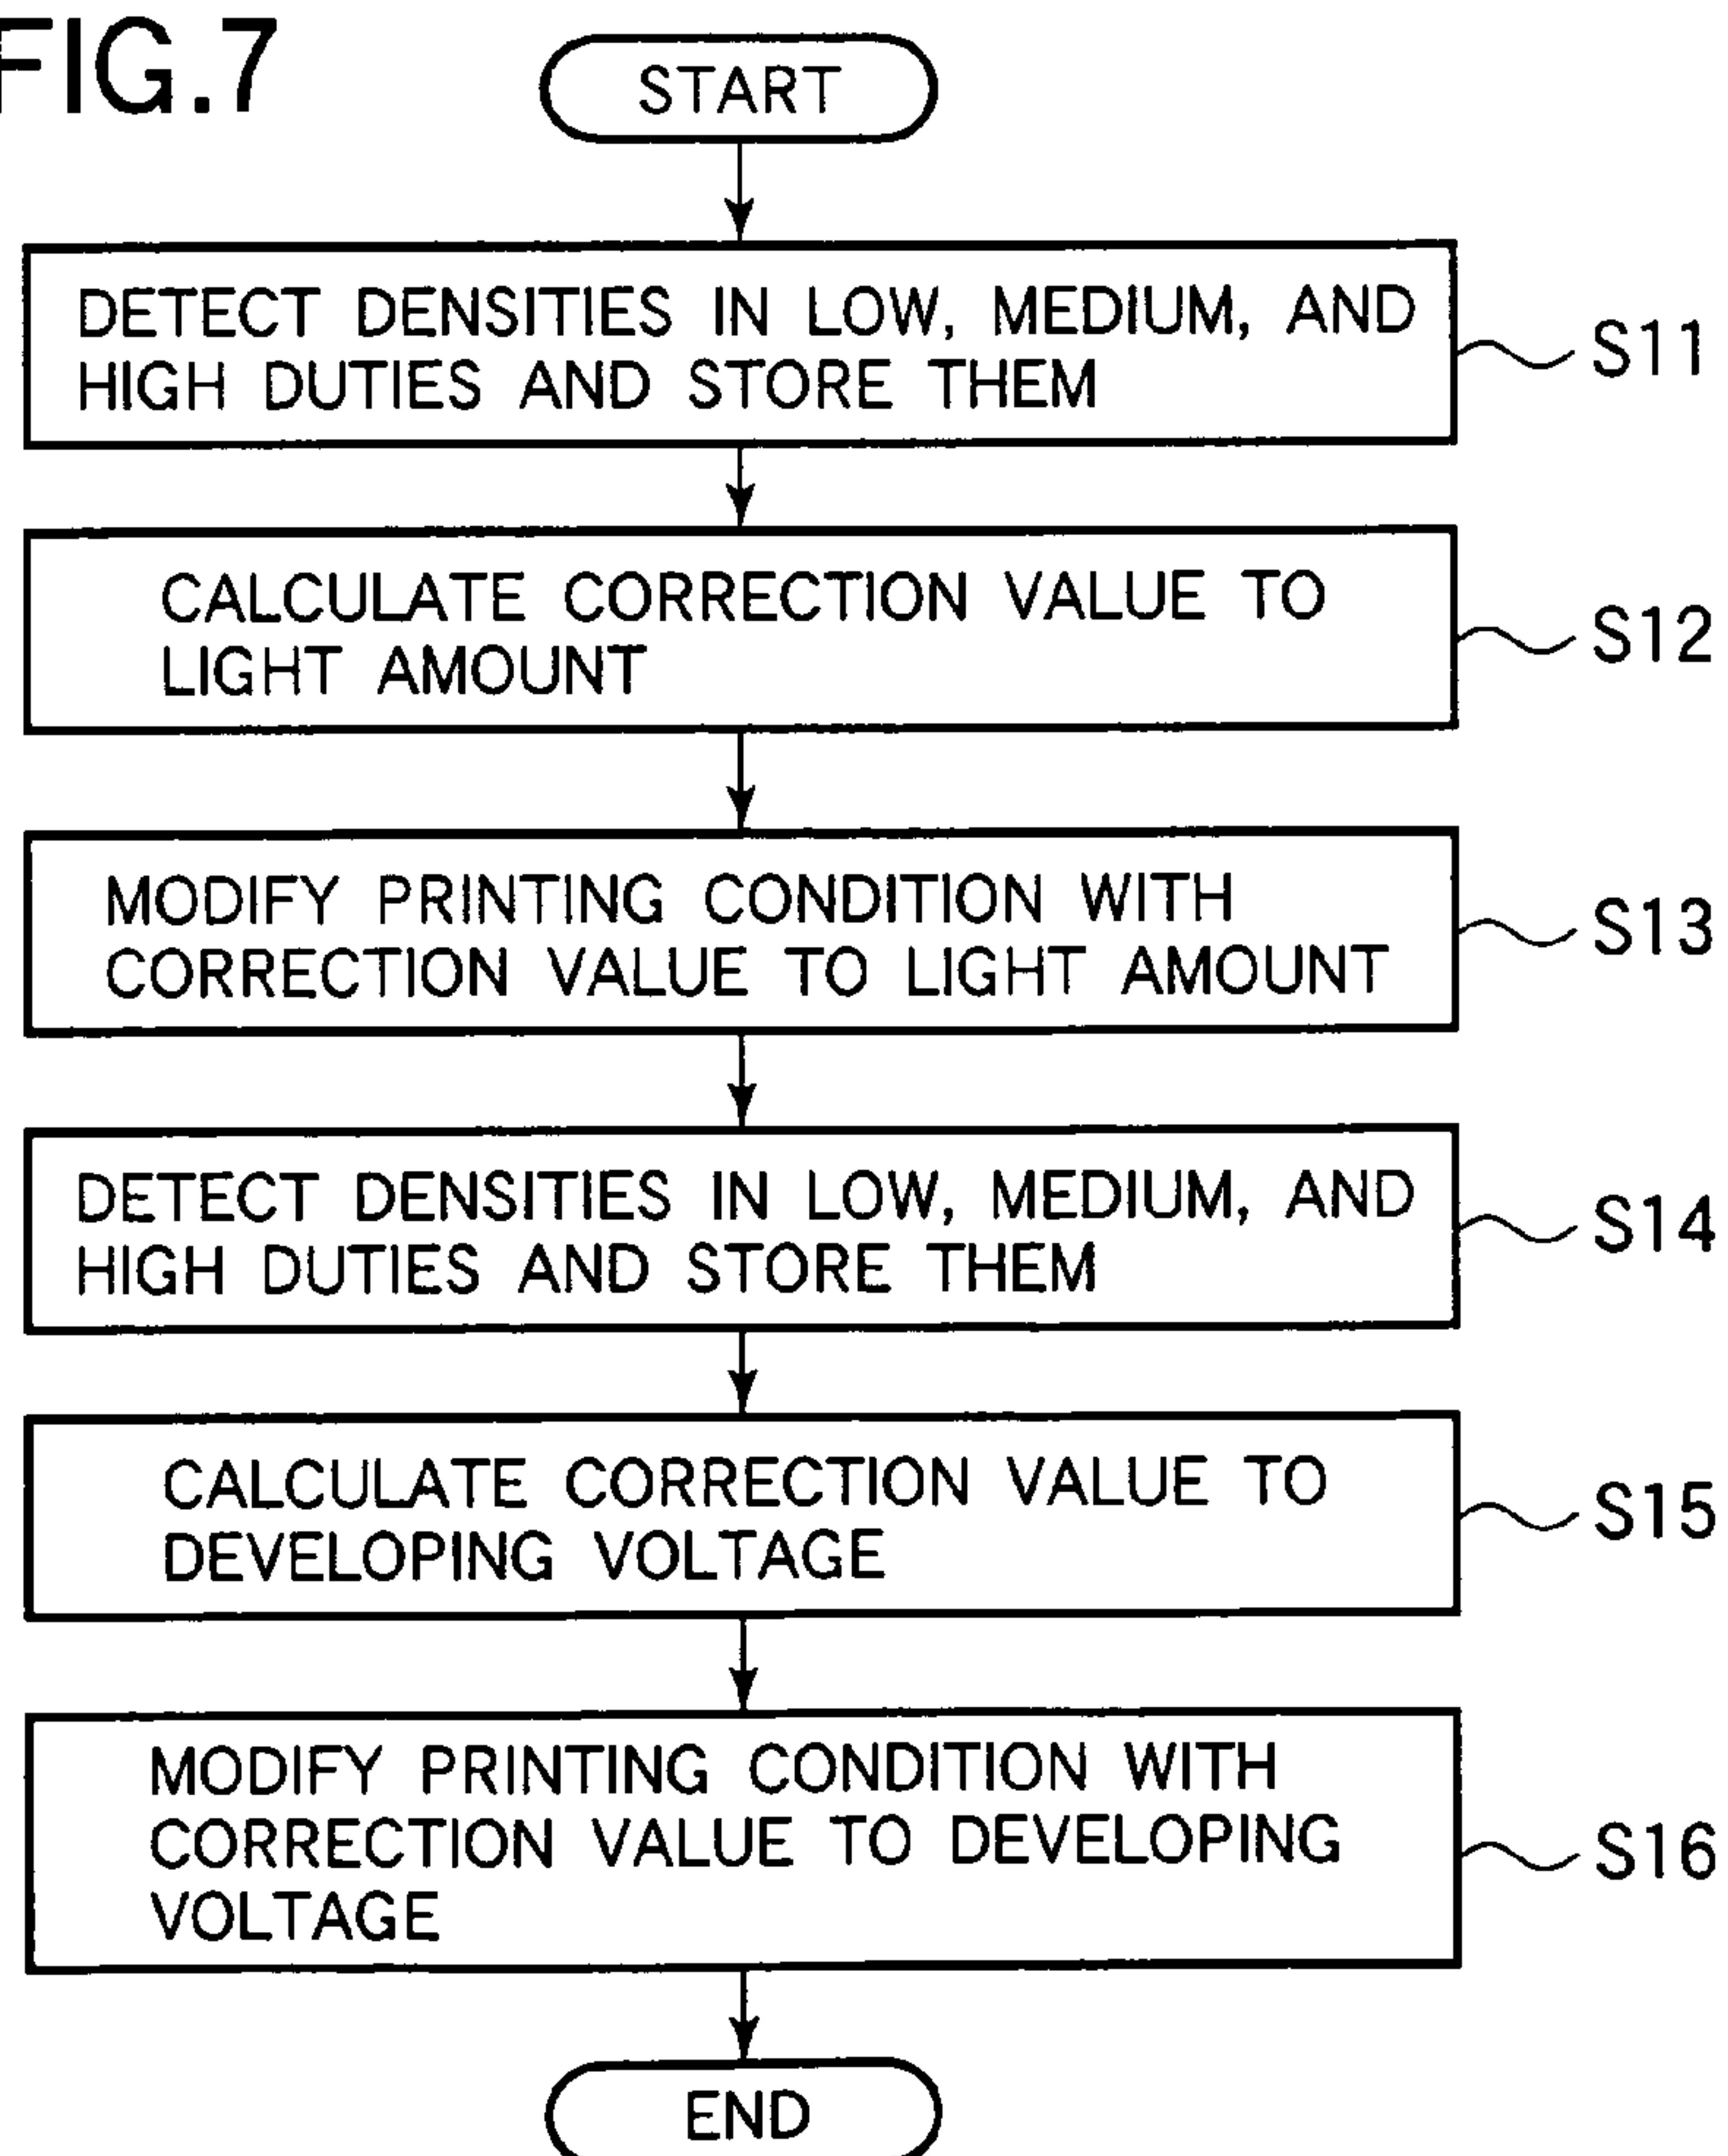 FIG.7
START
DETECT DENSITIES IN LOW, MEDIUM, AND
HIGH DUTIES AND STORE THEM
S11
CALCULATE CORRECTION VALUE TO
LIGHT AMOUNT
S12
MODIFY PRINTING CONDITION WITH
CORRECTION VALUE TO LIGHT AMOUNT
S13
DETECT DENSITIES IN LOW, MEDIUM, AND
HIGH DUTIES AND STORE THEM
S14
CALCULATE CORRECTION VALUE TO
DEVELOPING VOLTAGE
S15
MODIFY PRINTING CONDITION WITH
CORRECTION VALUE TO DEVELOPING
VOLTAGE
S16
END